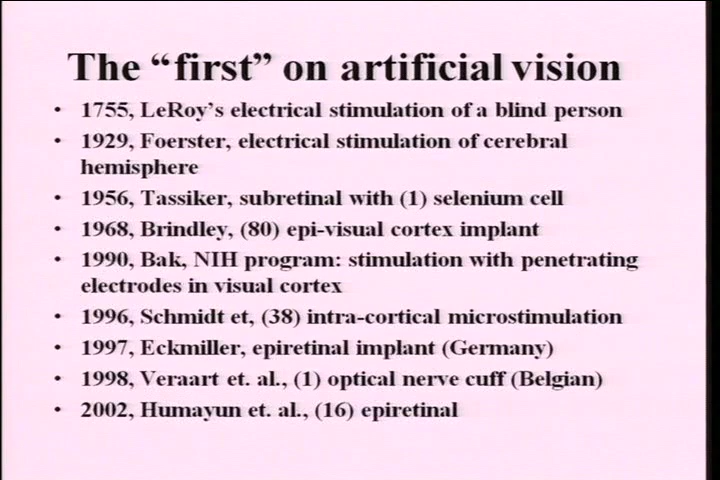 The “first” on artificial vision
• 1755, LeRoy’s electrical stimulation of a blind person
• 1929, Foerster, electrical stimulation of cerebral
hemisphere
• 1956, Tassiker, subretinal with (1) selenium cell
• 1968, Brindley, (80) epi-visual cortex implant
• 1990, Bak, NIH program: stimulation with penetrating
electrodes in visual cortex
• 1996, Schmidt et, (38) intra-cortical microstimulation
• 1997, Eckmiller, epiretinal implant (Germany)
• 1998, Veraart et. al., (1) optical nerve cuff (Belgian)
• 2002, Humayun et. al., (16) epiretinal